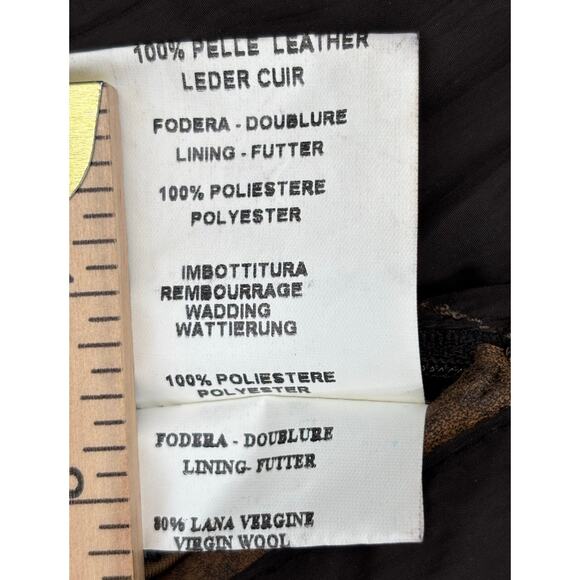 100% PELLE LEATHER
LEDER CUIR
FODERA - DOUBLURE
LINING - FUTTER
100% POLIESTERE
POLYESTER
IMBOTTITURA
REMBOURRAGE
WADDING
WATTIERUNG
100% POLIESTERE
POLYESTER
FODERA - DOUBLURE
LINING- FUTTER
80% LANA VERGINE
VIRGIN WOOL